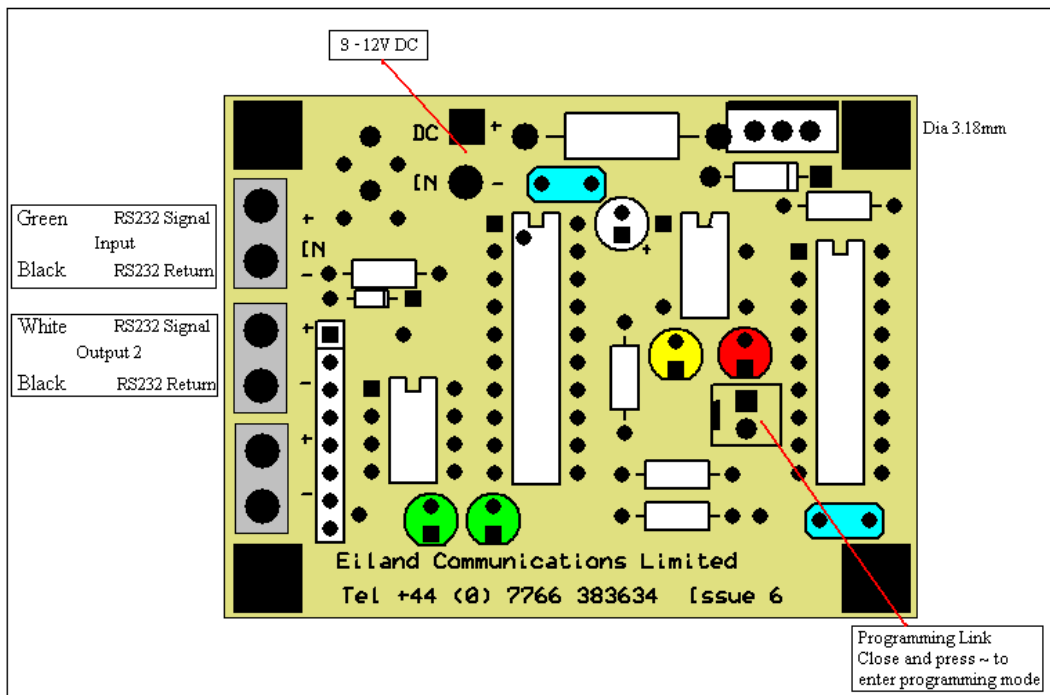 9 - 12V DC
DC +
IN -
Dia 3.18mm
Green RS232 Signal
Input
Black RS232 Return
+
IN
-
+
White RS232 Signal
Output 2
Black RS232 Return
+
-
+
-
Eiland Communications Limited
Tel +44 (0) 7766 383634 Issue 6
Programming Link
Close and press ~ to
enter programming mode